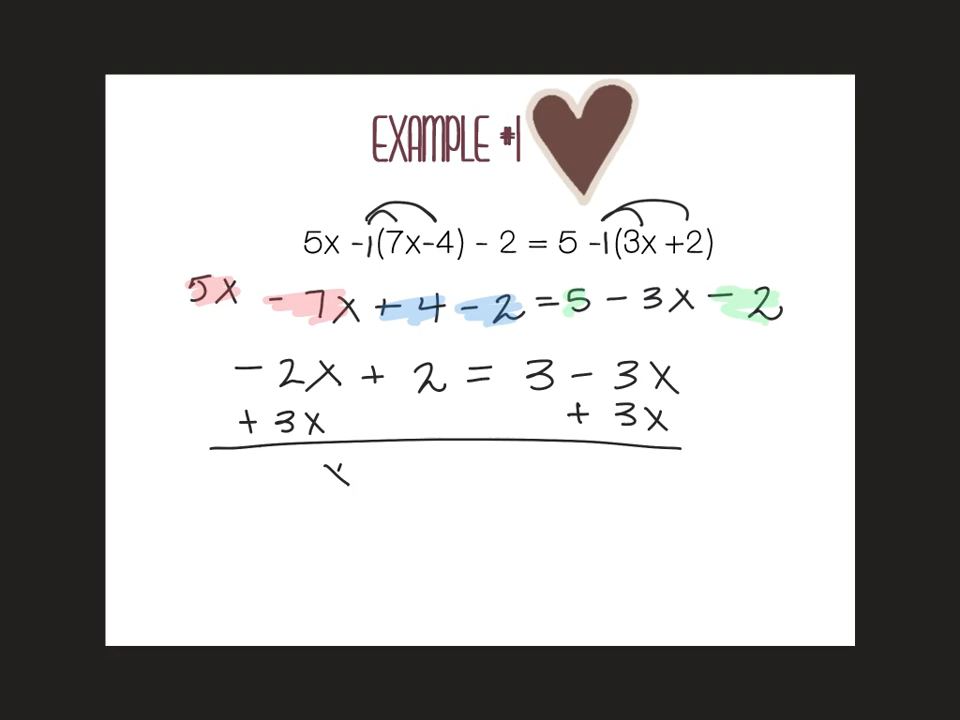 EXAMPLE #1
5x -1(7x-4) - 2 = 5 -1(3x+2)
5x - 7x + 4 - 2 = 5 - 3x - 2
- 2x + 2 = 3 - 3x
+ 3x + 3x
x